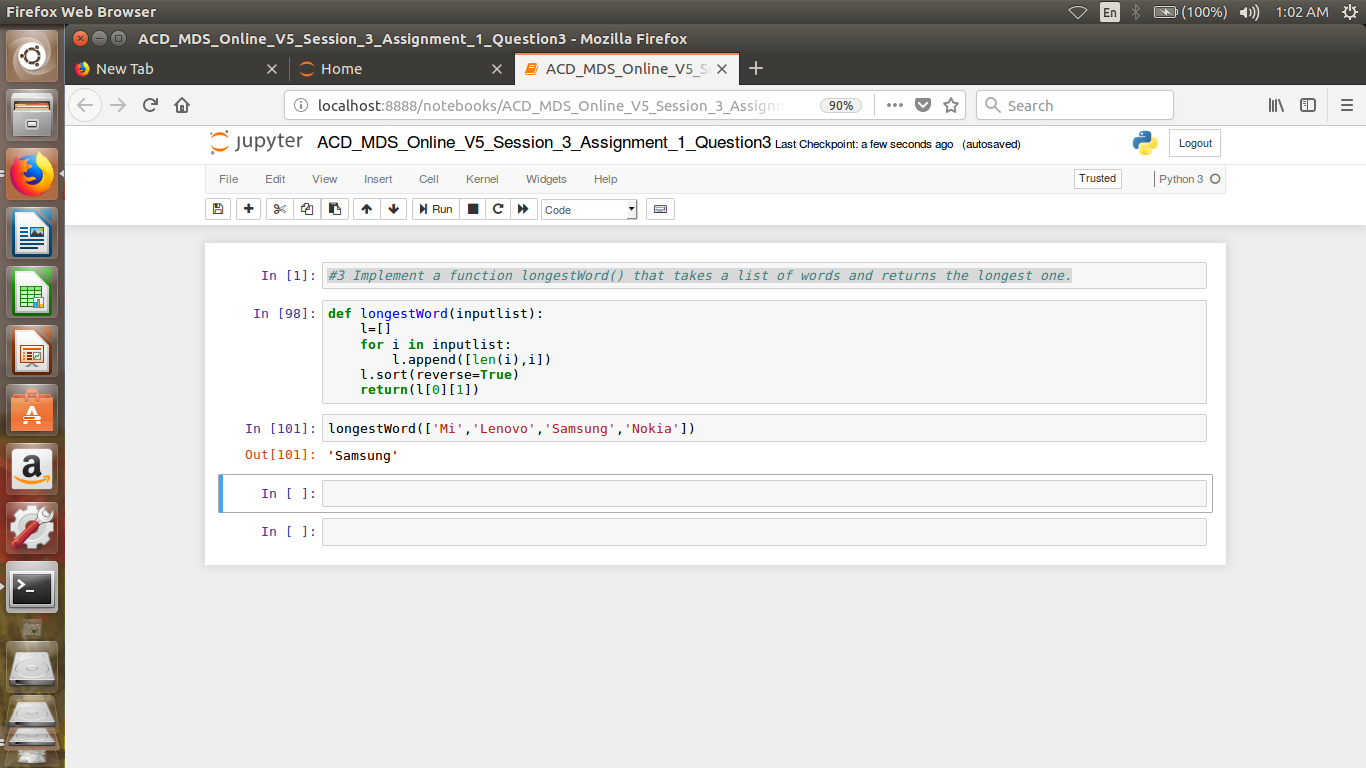 Firefox Web Browser
En
(100%)
1:02 AM
ACD_MDS_Online_V5_Session_3_Assignment_1_Question3 - Mozilla Firefox
New Tab
Home
ACD_MDS_Online_V5_S
localhost:8888/notebooks/ACD_MDS_Online_V5_Session_3_Assignm
90%
Search
jupyter
ACD_MDS_Online_V5_Session_3_Assignment_1_Question3 Last Checkpoint: a few seconds ago (autosaved)
Logout
File Edit View Insert Cell Kernel Widgets Help
Trusted
Python 3
Run
Code
In [1]: #3 Implement a function longestWord() that takes a list of words and returns the longest one.
In [98]: def longestWord(inputlist):
    l=[]
    for i in inputlist:
        l.append([len(i),i])
    l.sort(reverse=True)
    return(l[0][1])
In [101]: longestWord(['Mi','Lenovo','Samsung','Nokia'])
Out[101]: 'Samsung'
In [ ]:
In [ ]: